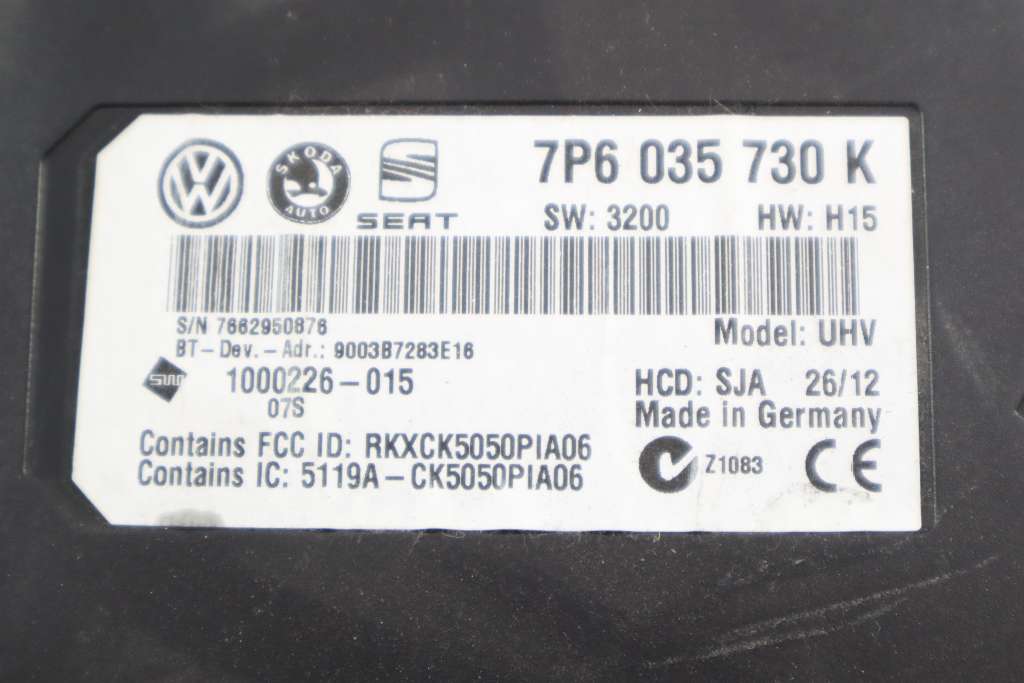 SKODA
AUTO
SEAT
7P6 035 730 K
SW: 3200 HW: H15
S/N 7662950876
Model: UHV
BT-Dev.-Adr.: 9003B7283E16
1000226-015
07S
HCD: SJA 26/12
Made in Germany
Contains FCC ID: RKXCK5050PIA06
Contains IC: 5119A-CK5050PIA06
Z1083
CE